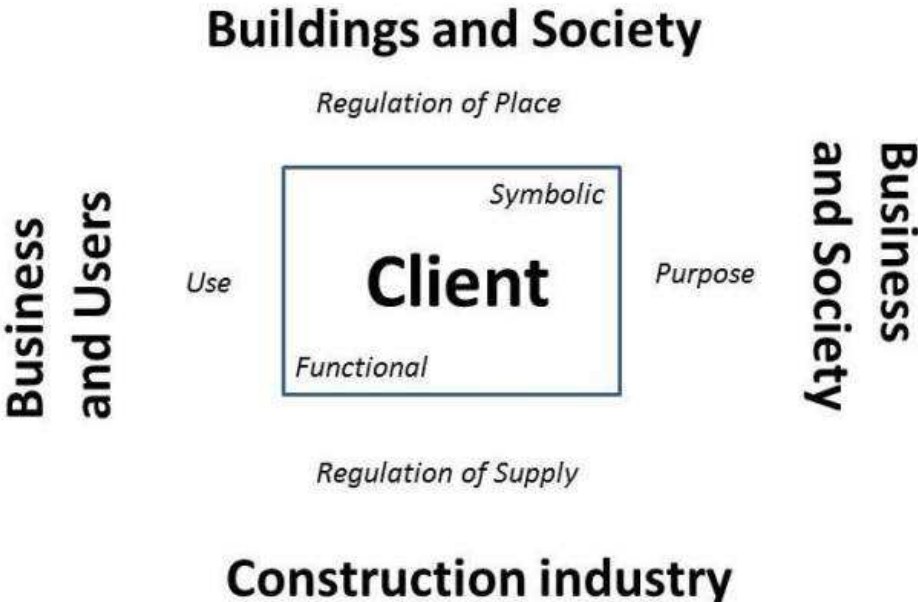 Buildings and Society
Regulation of Place
Business
and Users
Use
Symbolic
Client
Functional
Purpose
Business
and Society
Regulation of Supply
Construction industry